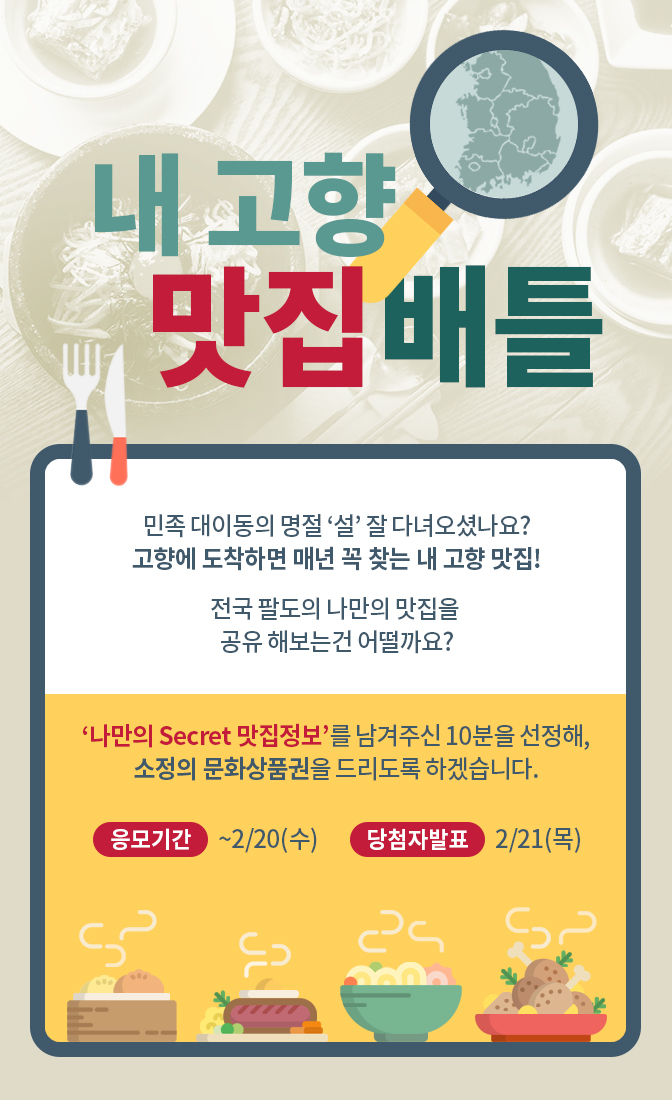 내 고향
맛집배틀
민족 대이동의 명절 ‘설’ 잘 다녀오셨나요?
고향에 도착하면 매년 꼭 찾는 내 고향 맛집!
전국 팔도의 나만의 맛집을
공유 해보는건 어떨까요?
‘나만의 Secret 맛집정보’를 남겨주신 10분을 선정해,
소정의 문화상품권을 드리도록 하겠습니다.
응모기간 ~2/20(수) 당첨자발표 2/21(목)